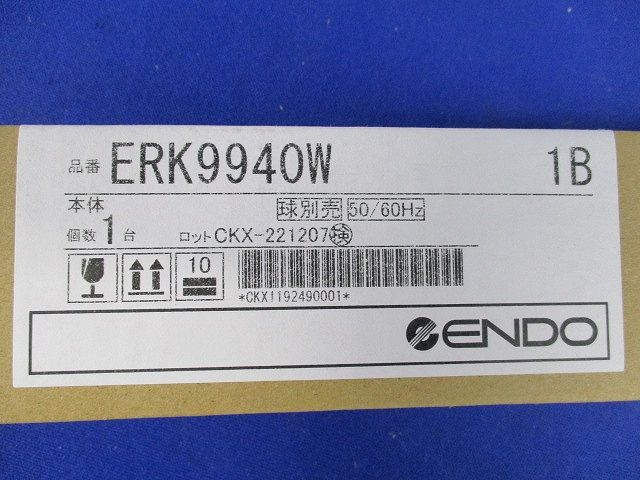 品番 ERK9940W 1B
本体 球別売 50/60Hz
個数 1 台 ロット CKX-221207 検
10
*CKX1192490001*
ENDO